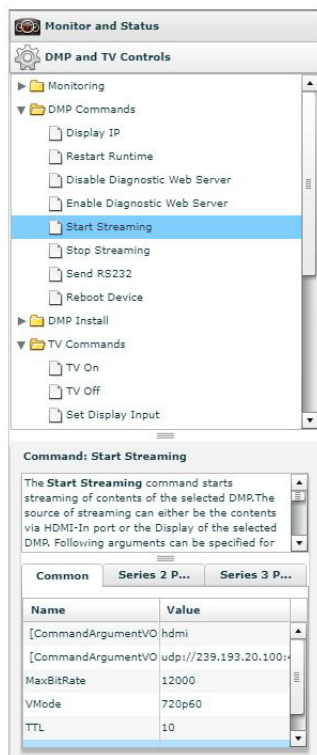 Monitor and Status
DMP and TV Controls
Monitoring
DMP Commands
Display IP
Restart Runtime
Disable Diagnostic Web Server
Enable Diagnostic Web Server
Start Streaming
Stop Streaming
Send RS232
Reboot Device
DMP Install
TV Commands
TV On
TV Off
Set Display Input
Command: Start Streaming
The Start Streaming command starts
streaming of contents of the selected DMP.The
source of streaming can either be the contents
via HDMI-In port or the Display of the selected
DMP. Following arguments can be specified for
Common Series 2 P... Series 3 P...
Name Value
[CommandArgumentVO hdmi
[CommandArgumentVO udp://239.193.20.100:
MaxBitRate 12000
VMode 720p60
TTL 10